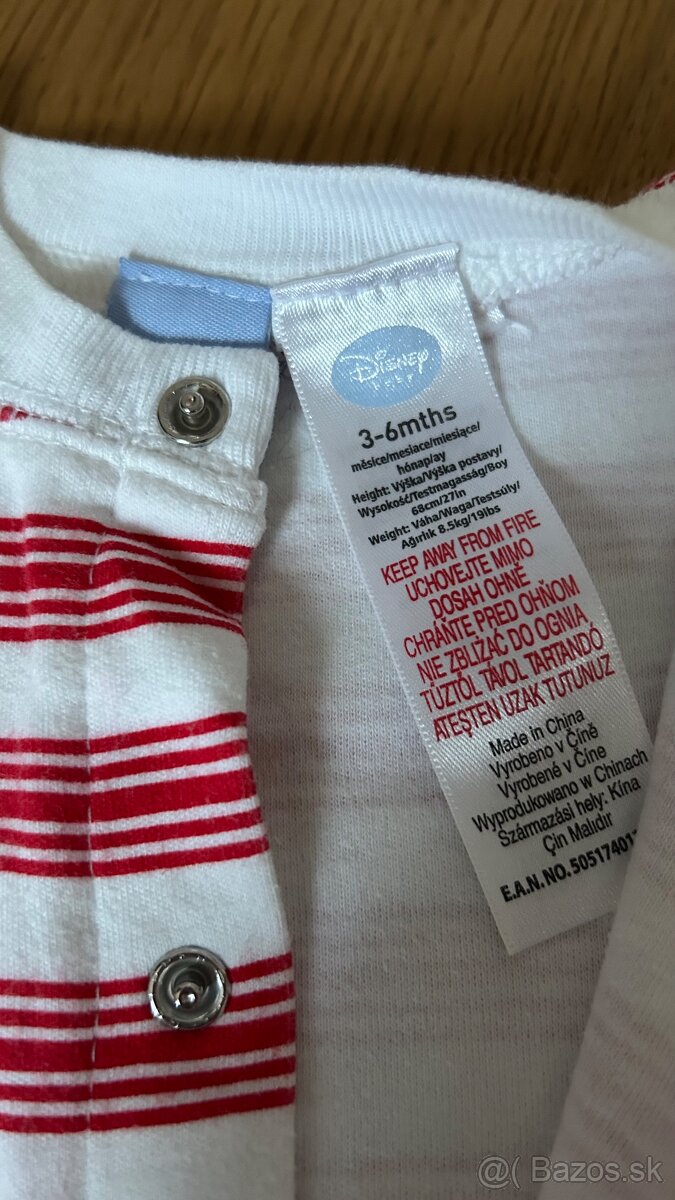 Disney
3-6mths
měsíce/mesiace/miesiące/
hónap/ay
Height: Výška/Výška postavy/
Wysokość/Testmagasság/Boy
68cm/27in
Weight: Váha/Waga/Testsúly/
Ağırlık 8.5kg/19lbs
KEEP AWAY FROM FIRE
UCHOVEJTE MIMO
DOSAH OHNĚ
CHRÁŇTE PRED OHŇOM
NIE ZBLIŻAĆ DO OGNIA
TŰZTŐL TÁVOL TARTANDÓ
ATEŞTEN UZAK TUTUNUZ
Made in China
Vyrobeno v Číně
Vyrobené v Číne
Wyprodukowano w Chinach
Származási hely: Kína
Çin Malıdır
E.A.N.NO. 5051740
@( Bazos.sk